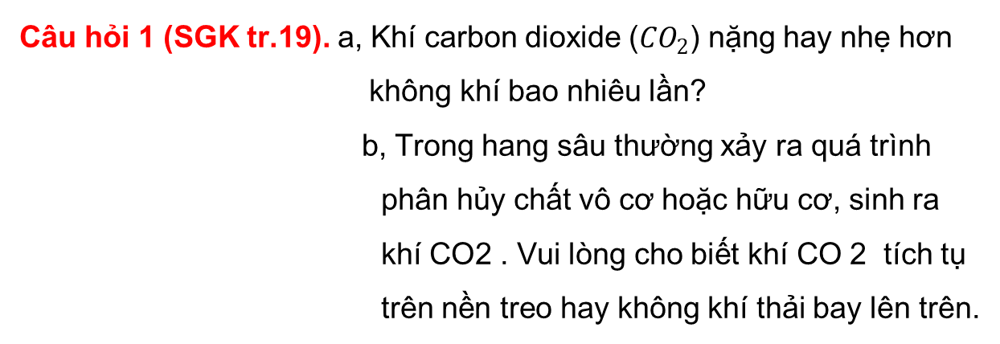 Câu hỏi 1 (SGK tr.19). a, Khí carbon dioxide (CO₂) nặng hay nhẹ hơn
không khí bao nhiêu lần?
b, Trong hang sâu thường xảy ra quá trình
phân hủy chất vô cơ hoặc hữu cơ, sinh ra
khí CO2 . Vui lòng cho biết khí CO 2 tích tụ
trên nền treo hay không khí thải bay lên trên.